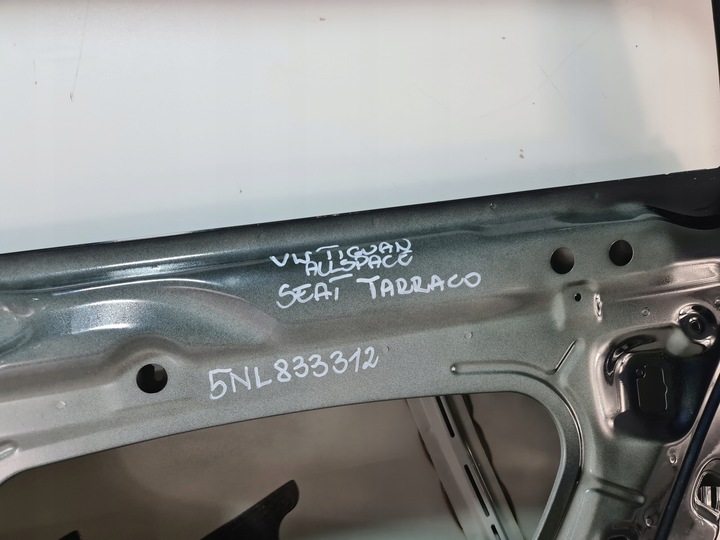 VW TIGUAN
ALLSPACE
SEAT TARRACO
5NL833312